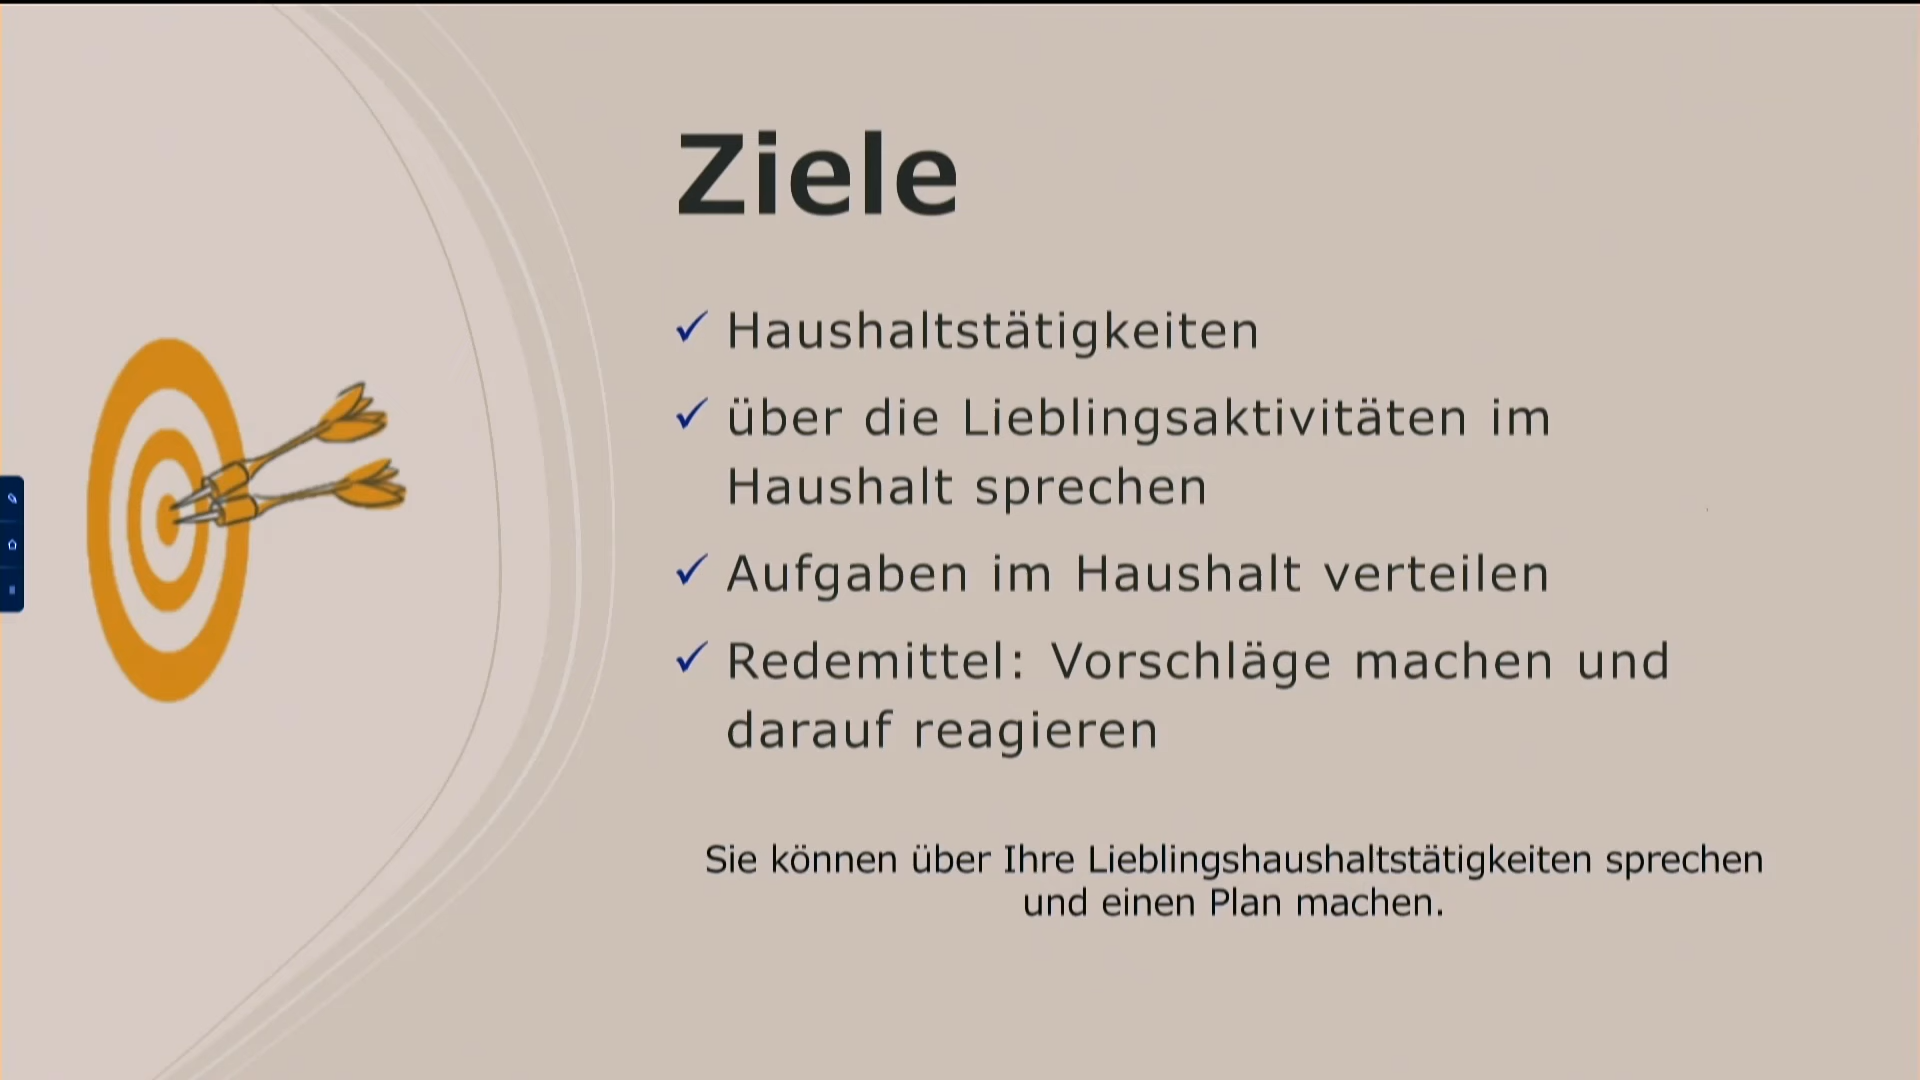 Ziele
Haushaltstätigkeiten
über die Lieblingsaktivitäten im
Haushalt sprechen
Aufgaben im Haushalt verteilen
Redemittel: Vorschläge machen und
darauf reagieren
Sie können über Ihre Lieblingshaushaltstätigkeiten sprechen
und einen Plan machen.